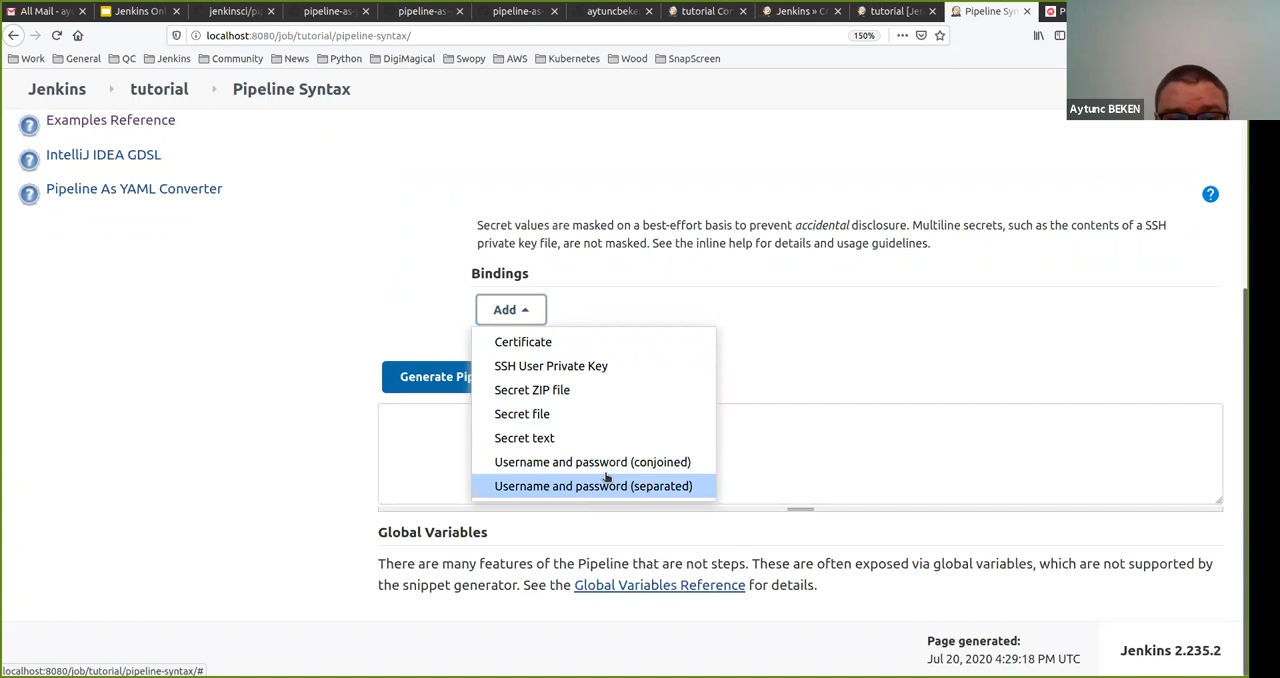 All Mail - ay
Jenkins Onl
jenkinsci/pi
pipeline-as-
pipeline-as-
pipeline-as-
aytuncbeke
tutorial Cor
Jenkins » Cr
tutorial [Je
Pipeline Syn
P
localhost:8080/job/tutorial/pipeline-syntax/
150%
Work General QC Jenkins Community News Python DigiMagical Swopy AWS Kubernetes Wood SnapScreen
Aytunc BEKEN
Jenkins tutorial Pipeline Syntax
Examples Reference
IntelliJ IDEA GDSL
Pipeline As YAML Converter
Secret values are masked on a best-effort basis to prevent accidental disclosure. Multiline secrets, such as the contents of a SSH
private key file, are not masked. See the inline help for details and usage guidelines.
Bindings
Add
Certificate
SSH User Private Key
Secret ZIP file
Generate Pip
Secret file
Secret text
Username and password (conjoined)
Username and password (separated)
Global Variables
There are many features of the Pipeline that are not steps. These are often exposed via global variables, which are not supported by
the snippet generator. See the Global Variables Reference for details.
Page generated:
Jul 20, 2020 4:29:18 PM UTC
Jenkins 2.235.2
localhost:8080/job/tutorial/pipeline-syntax/#